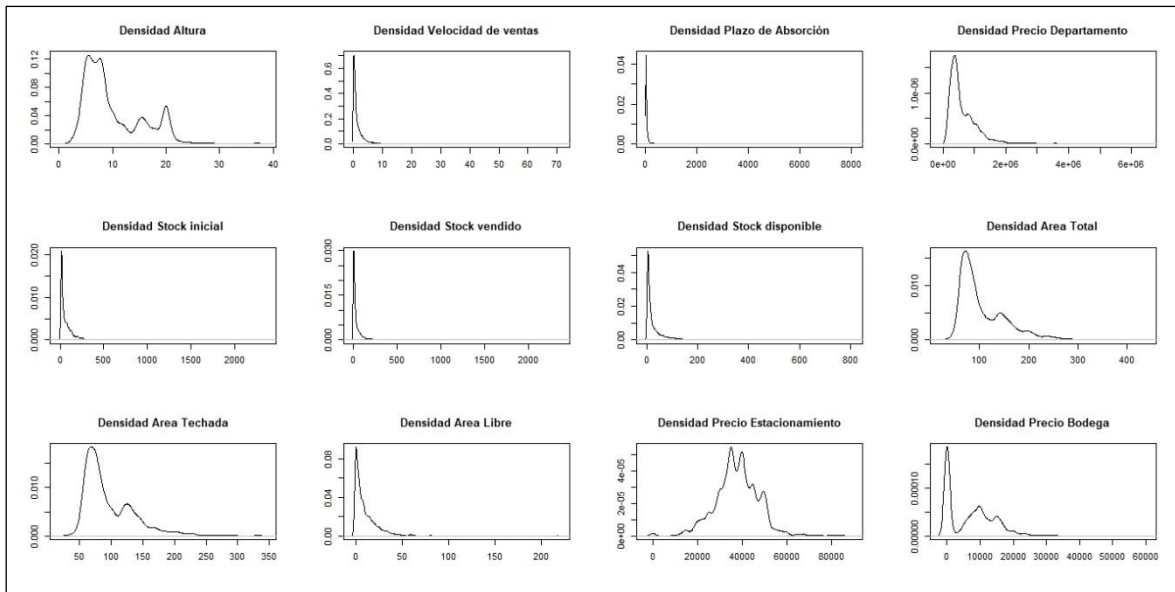 Densidad Altura
0.00 0.04 0.08 0.12
0 10 20 30 40
Densidad Velocidad de ventas
0.0 0.2 0.4 0.6
0 10 20 30 40 50 60 70
Densidad Plazo de Absorción
0.00 0.02 0.04
0 2000 4000 6000 8000
Densidad Precio Departamento
0.0e+00 1.0e-06
0e+00 2e+06 4e+06 6e+06
Densidad Stock inicial
0.000 0.010 0.020
0 500 1000 1500 2000
Densidad Stock vendido
0.000 0.015 0.030
0 500 1000 1500 2000
Densidad Stock disponible
0.00 0.02 0.04
0 200 400 600 800
Densidad Area Total
0.000 0.010
100 200 300 400
Densidad Area Techada
0.000 0.010
50 100 150 200 250 300 350
Densidad Area Libre
0.00 0.04 0.08
0 50 100 150 200
Densidad Precio Estacionamiento
0e+00 2e-05 4e-05
0 20000 40000 60000 80000
Densidad Precio Bodega
0.00000 0.00010
0 10000 20000 30000 40000 50000 60000